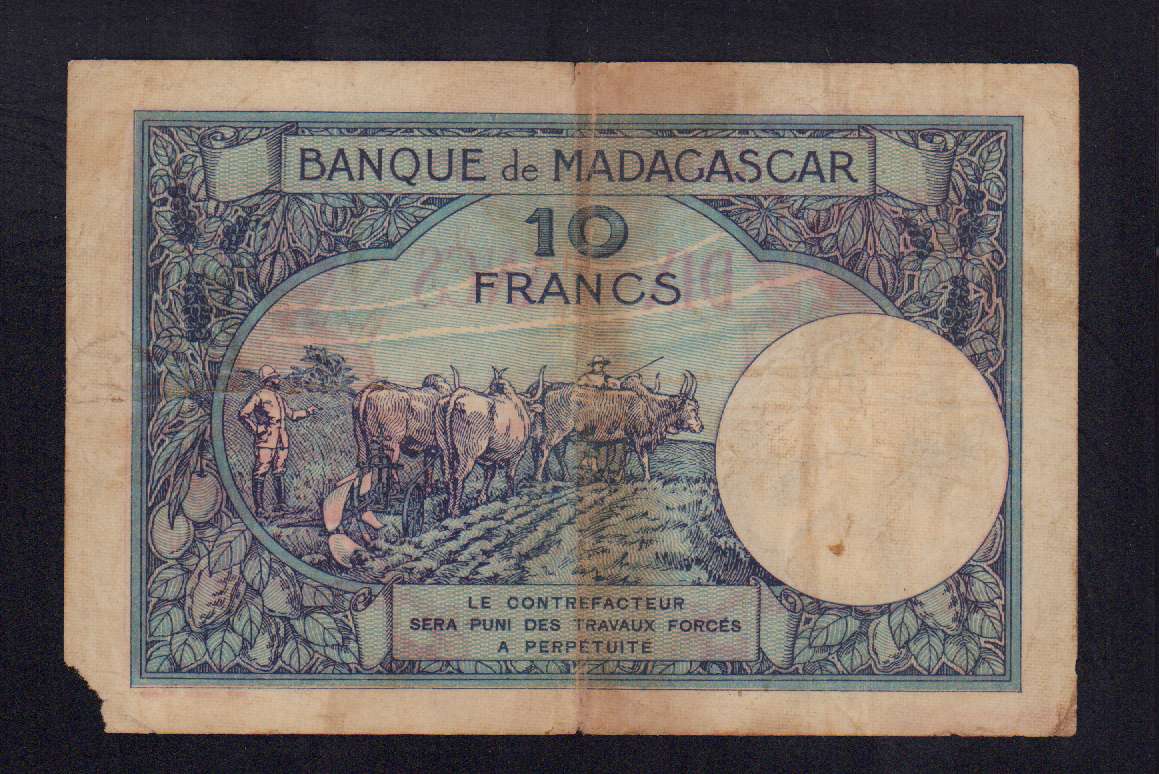 BANQUE de MADAGASCAR
10
FRANCS
LE CONTREFACTEUR
SERA PUNI DES TRAVAUX FORCÉS
A PERPÉTUITÉ